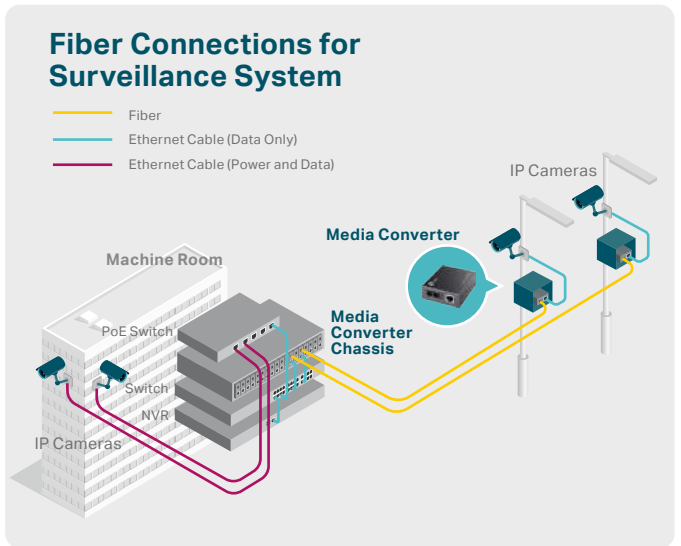 Fiber Connections for
Surveillance System
Fiber
Ethernet Cable (Data Only)
Ethernet Cable (Power and Data)
IP Cameras
Media Converter
Machine Room
PoE Switch
Media
Converter
Chassis
Switch
NVR
IP Cameras